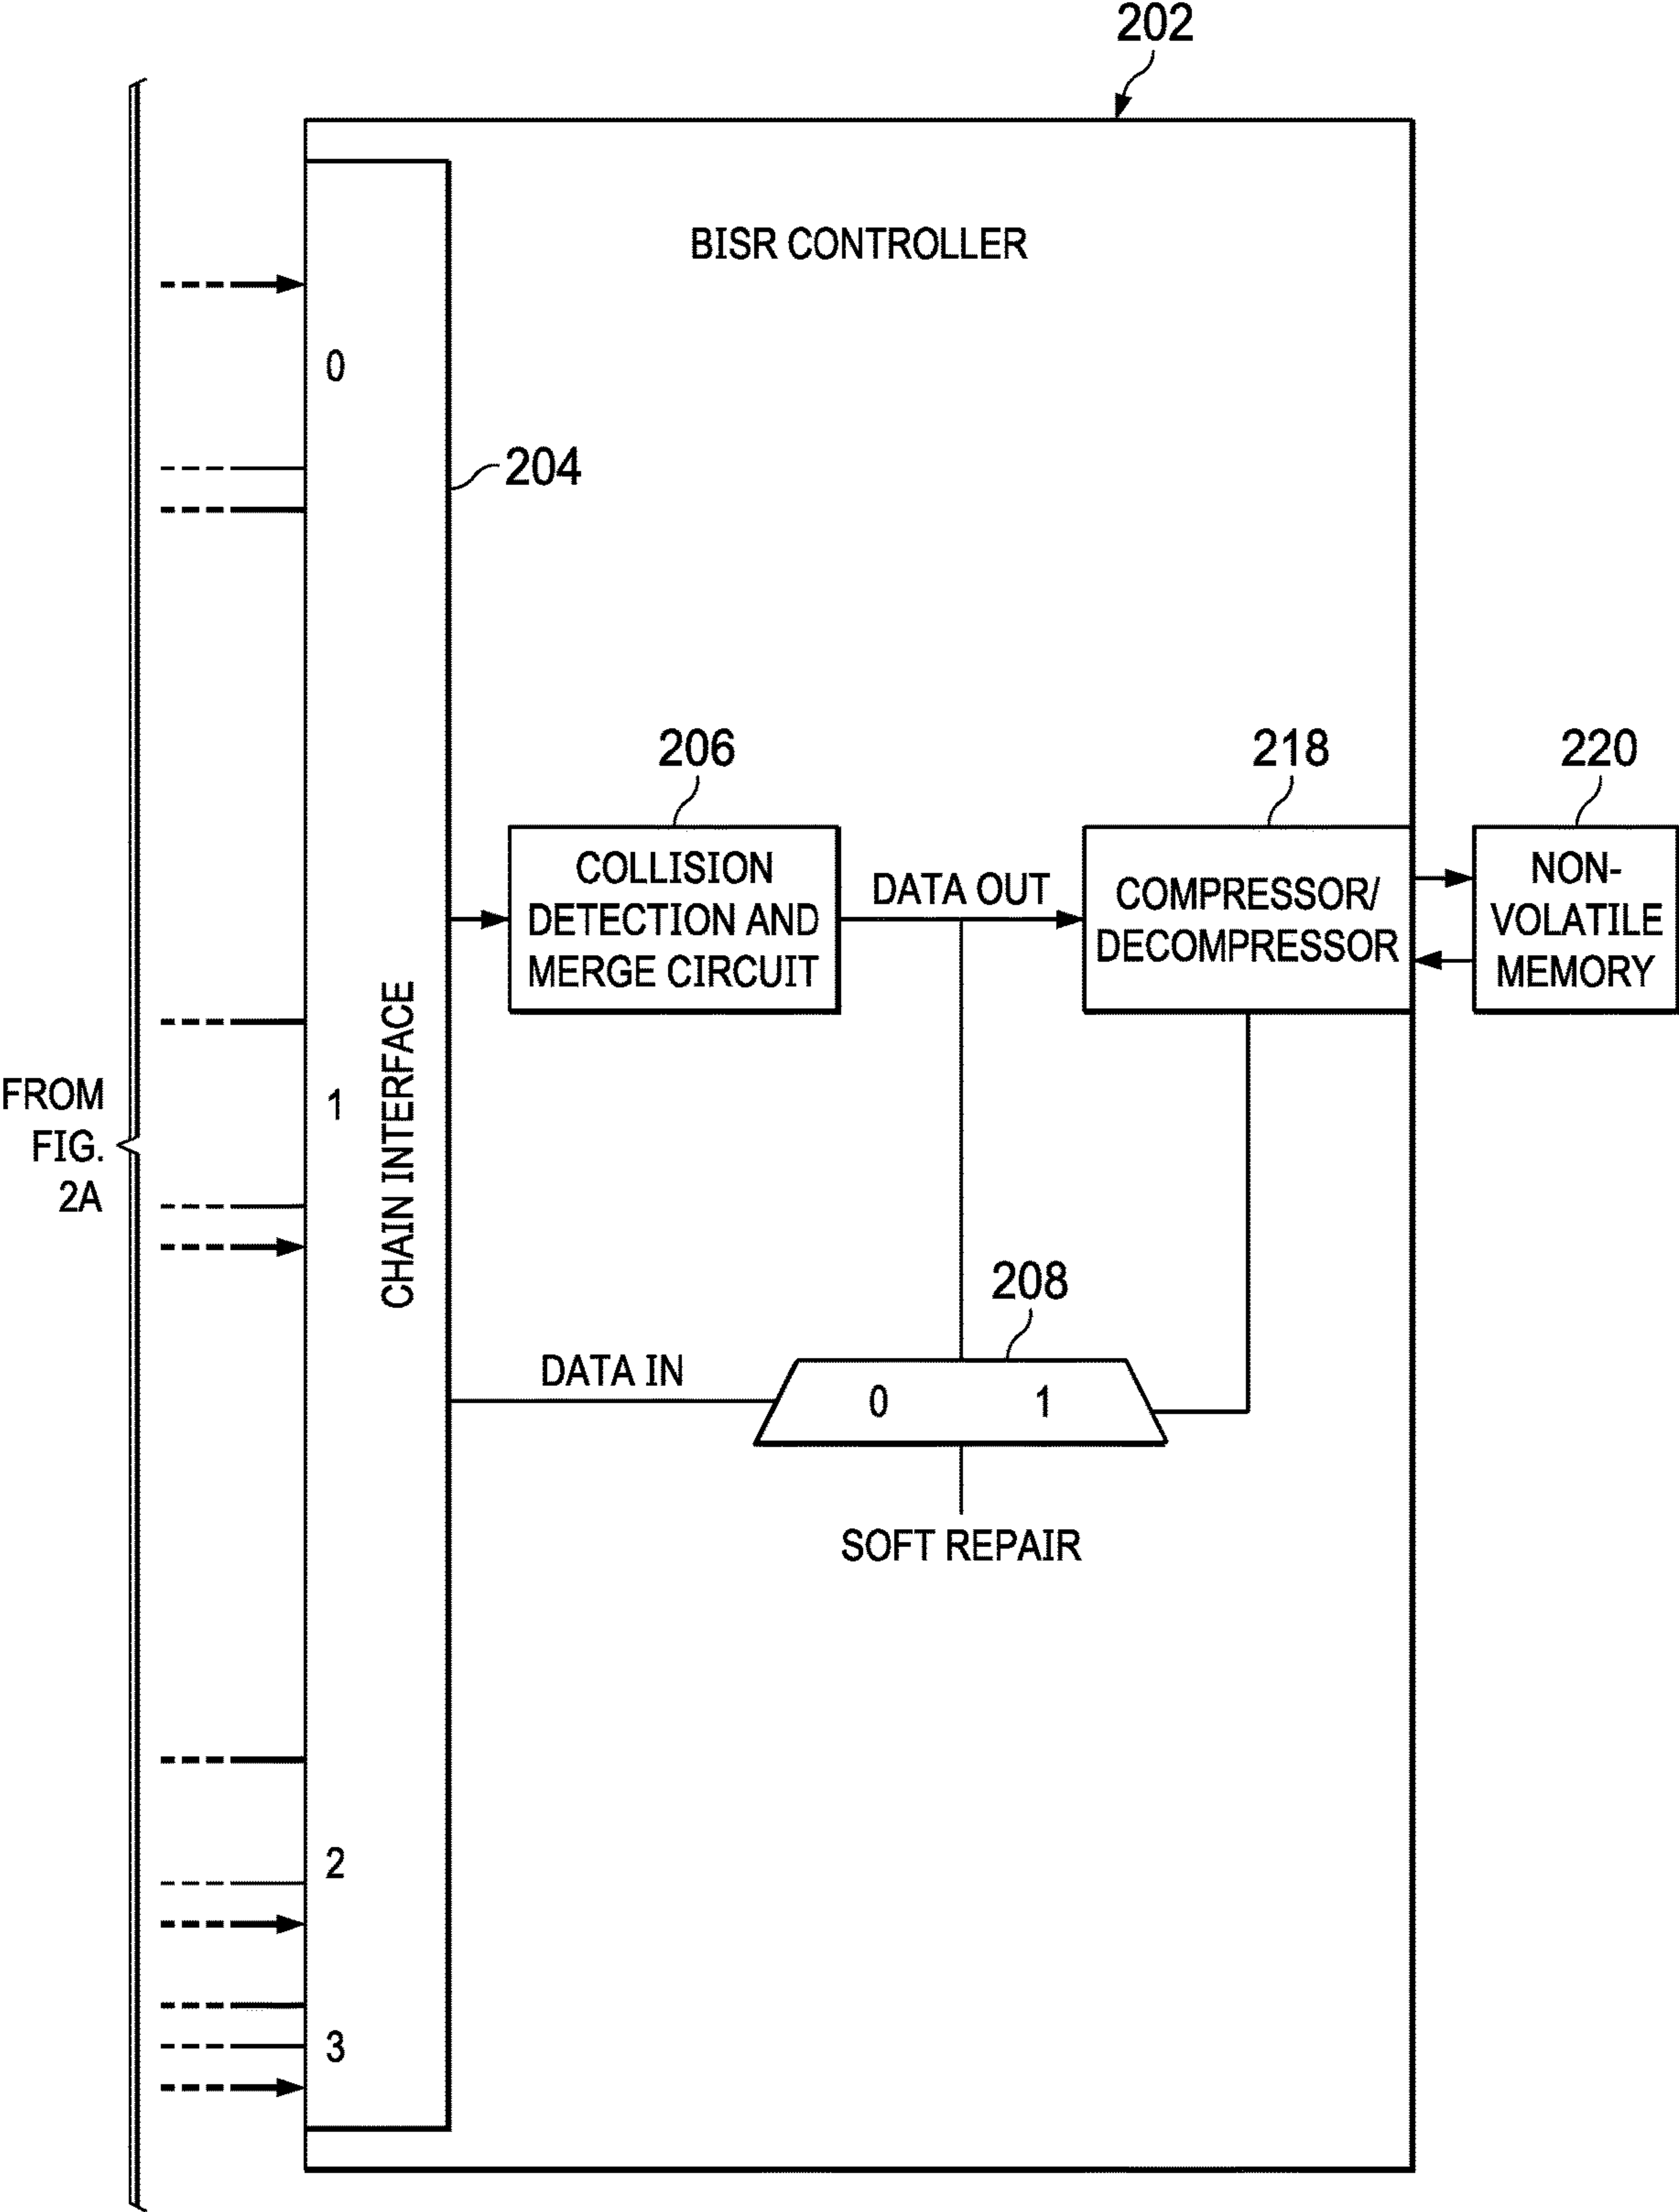 202
BISR CONTROLLER
0
204
206
218
220
COLLISION
DETECTION AND
MERGE CIRCUIT
DATA OUT
COMPRESSOR/
DECOMPRESSOR
NON-
VOLATILE
MEMORY
FROM
FIG.
2A
1
CHAIN INTERFACE
208
DATA IN
0
1
SOFT REPAIR
2
3